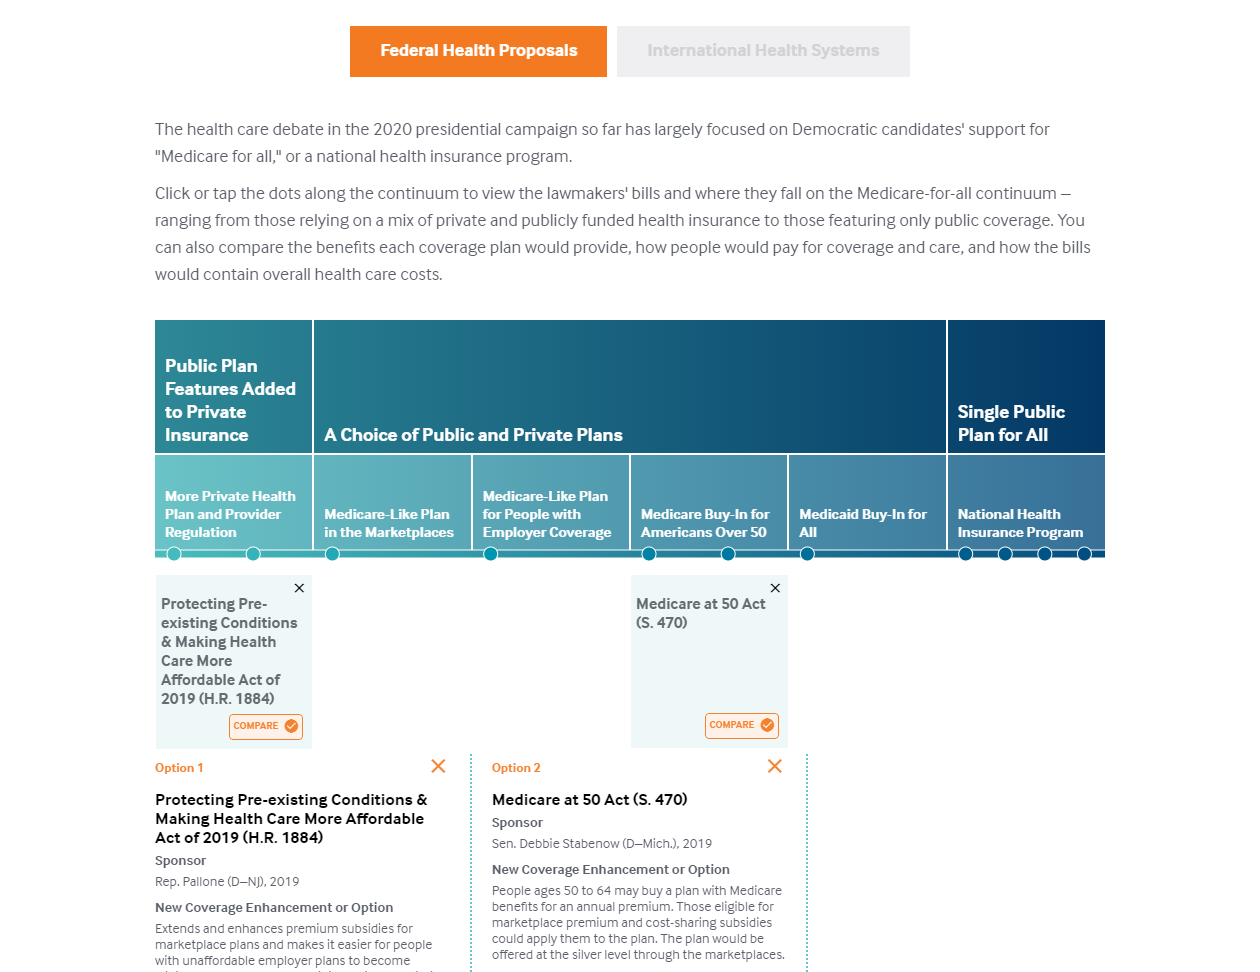 Federal Health Proposals
International Health Systems
The health care debate in the 2020 presidential campaign so far has largely focused on Democratic candidates' support for
"Medicare for all," or a national health insurance program.
Click or tap the dots along the continuum to view the lawmakers' bills and where they fall on the Medicare-for-all continuum –
ranging from those relying on a mix of private and publicly funded health insurance to those featuring only public coverage. You
can also compare the benefits each coverage plan would provide, how people would pay for coverage and care, and how the bills
would contain overall health care costs.
Public Plan
Features Added
to Private
Insurance
A Choice of Public and Private Plans
Single Public
Plan for All
More Private Health
Plan and Provider
Regulation
Medicare-Like Plan
in the Marketplaces
Medicare-Like Plan
for People with
Employer Coverage
Medicare Buy-In for
Americans Over 50
Medicaid Buy-In for
All
National Health
Insurance Program
Protecting Pre-
existing Conditions
& Making Health
Care More
Affordable Act of
2019 (H.R. 1884)
COMPARE
Medicare at 50 Act
(S. 470)
COMPARE
Option 1
Protecting Pre-existing Conditions &
Making Health Care More Affordable
Act of 2019 (H.R. 1884)
Sponsor
Rep. Pallone (D–NJ), 2019
New Coverage Enhancement or Option
Extends and enhances premium subsidies for
marketplace plans and makes it easier for people
with unaffordable employer plans to become
Option 2
Medicare at 50 Act (S. 470)
Sponsor
Sen. Debbie Stabenow (D–Mich.), 2019
New Coverage Enhancement or Option
People ages 50 to 64 may buy a plan with Medicare
benefits for an annual premium. Those eligible for
marketplace premium and cost-sharing subsidies
could apply them to the plan. The plan would be
offered at the silver level through the marketplaces.